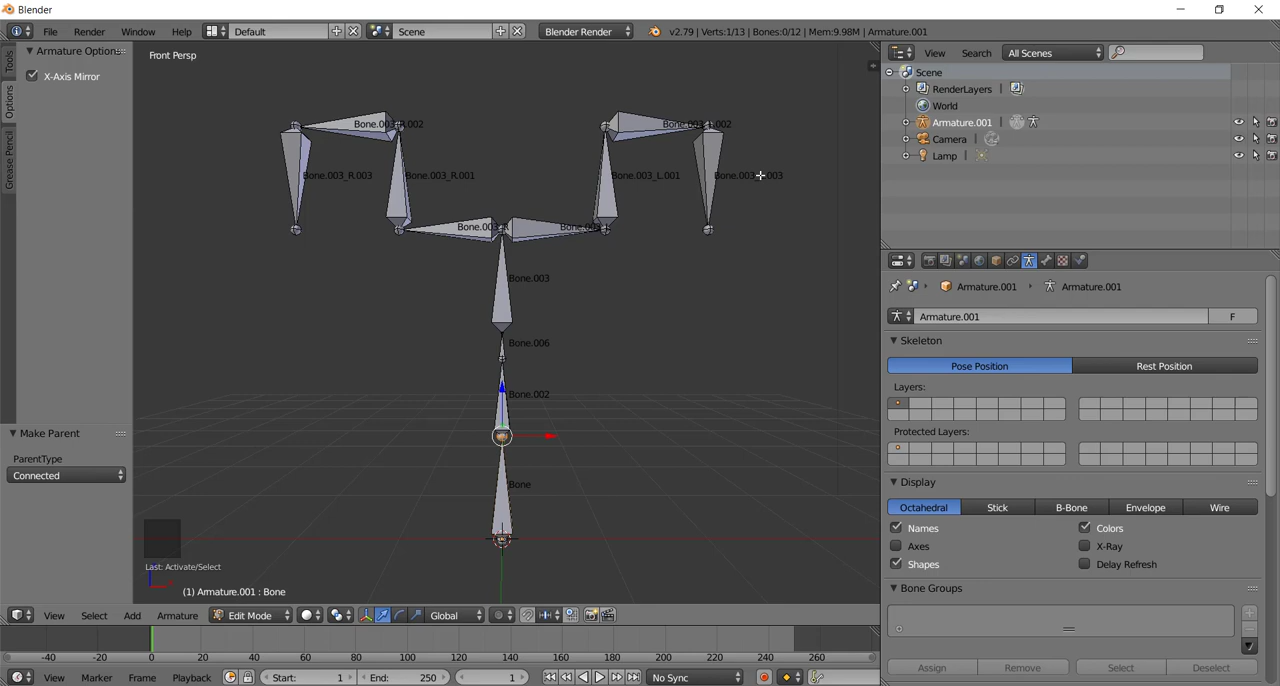 Blender
File Render Window Help Default Scene Blender Render v2.79 | Verts:1/13 | Bones:0/12 | Mem:9.98M | Armature.001
Armature Options
X-Axis Mirror
Tools
Options
Grease Pencil
Make Parent
ParentType
Connected
Front Persp
Bone.003_R.002
Bone.003_L.002
Bone.003_R.003
Bone.003_R.001
Bone.003_L.001
Bone.003
Bone.006
Bone.002
Bone
Last: Activate/Select
(1) Armature.001 : Bone
View Select Add Armature Edit Mode Global
-40 -20 0 20 40 60 80 100 120 140 160 180 200 220 240 260
View Marker Frame Playback Start: 1 End: 250 1 No Sync
View Search All Scenes
Scene
RenderLayers |
World
Armature.001 |
Camera |
Lamp |
Armature.001 Armature.001
Armature.001 F
Skeleton
Pose Position Rest Position
Layers:
Protected Layers:
Display
Octahedral Stick B-Bone Envelope Wire
Names Colors
Axes X-Ray
Shapes Delay Refresh
Bone Groups
Assign Remove Select Deselect